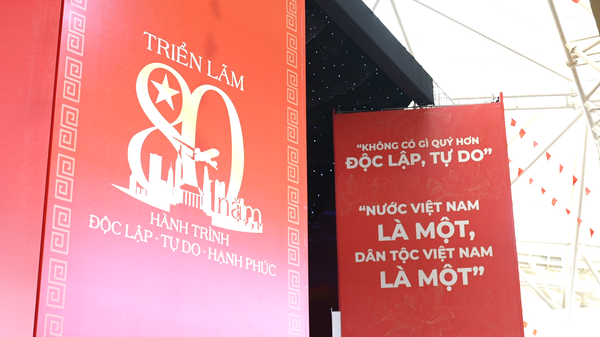 TRIỂN LÃM
80
năm
HÀNH TRÌNH
ĐỘC LẬP - TỰ DO - HẠNH PHÚC
“KHÔNG CÓ GÌ QUÝ HƠN
ĐỘC LẬP, TỰ DO”
“NƯỚC VIỆT NAM
LÀ MỘT,
DÂN TỘC VIỆT NAM
LÀ MỘT”